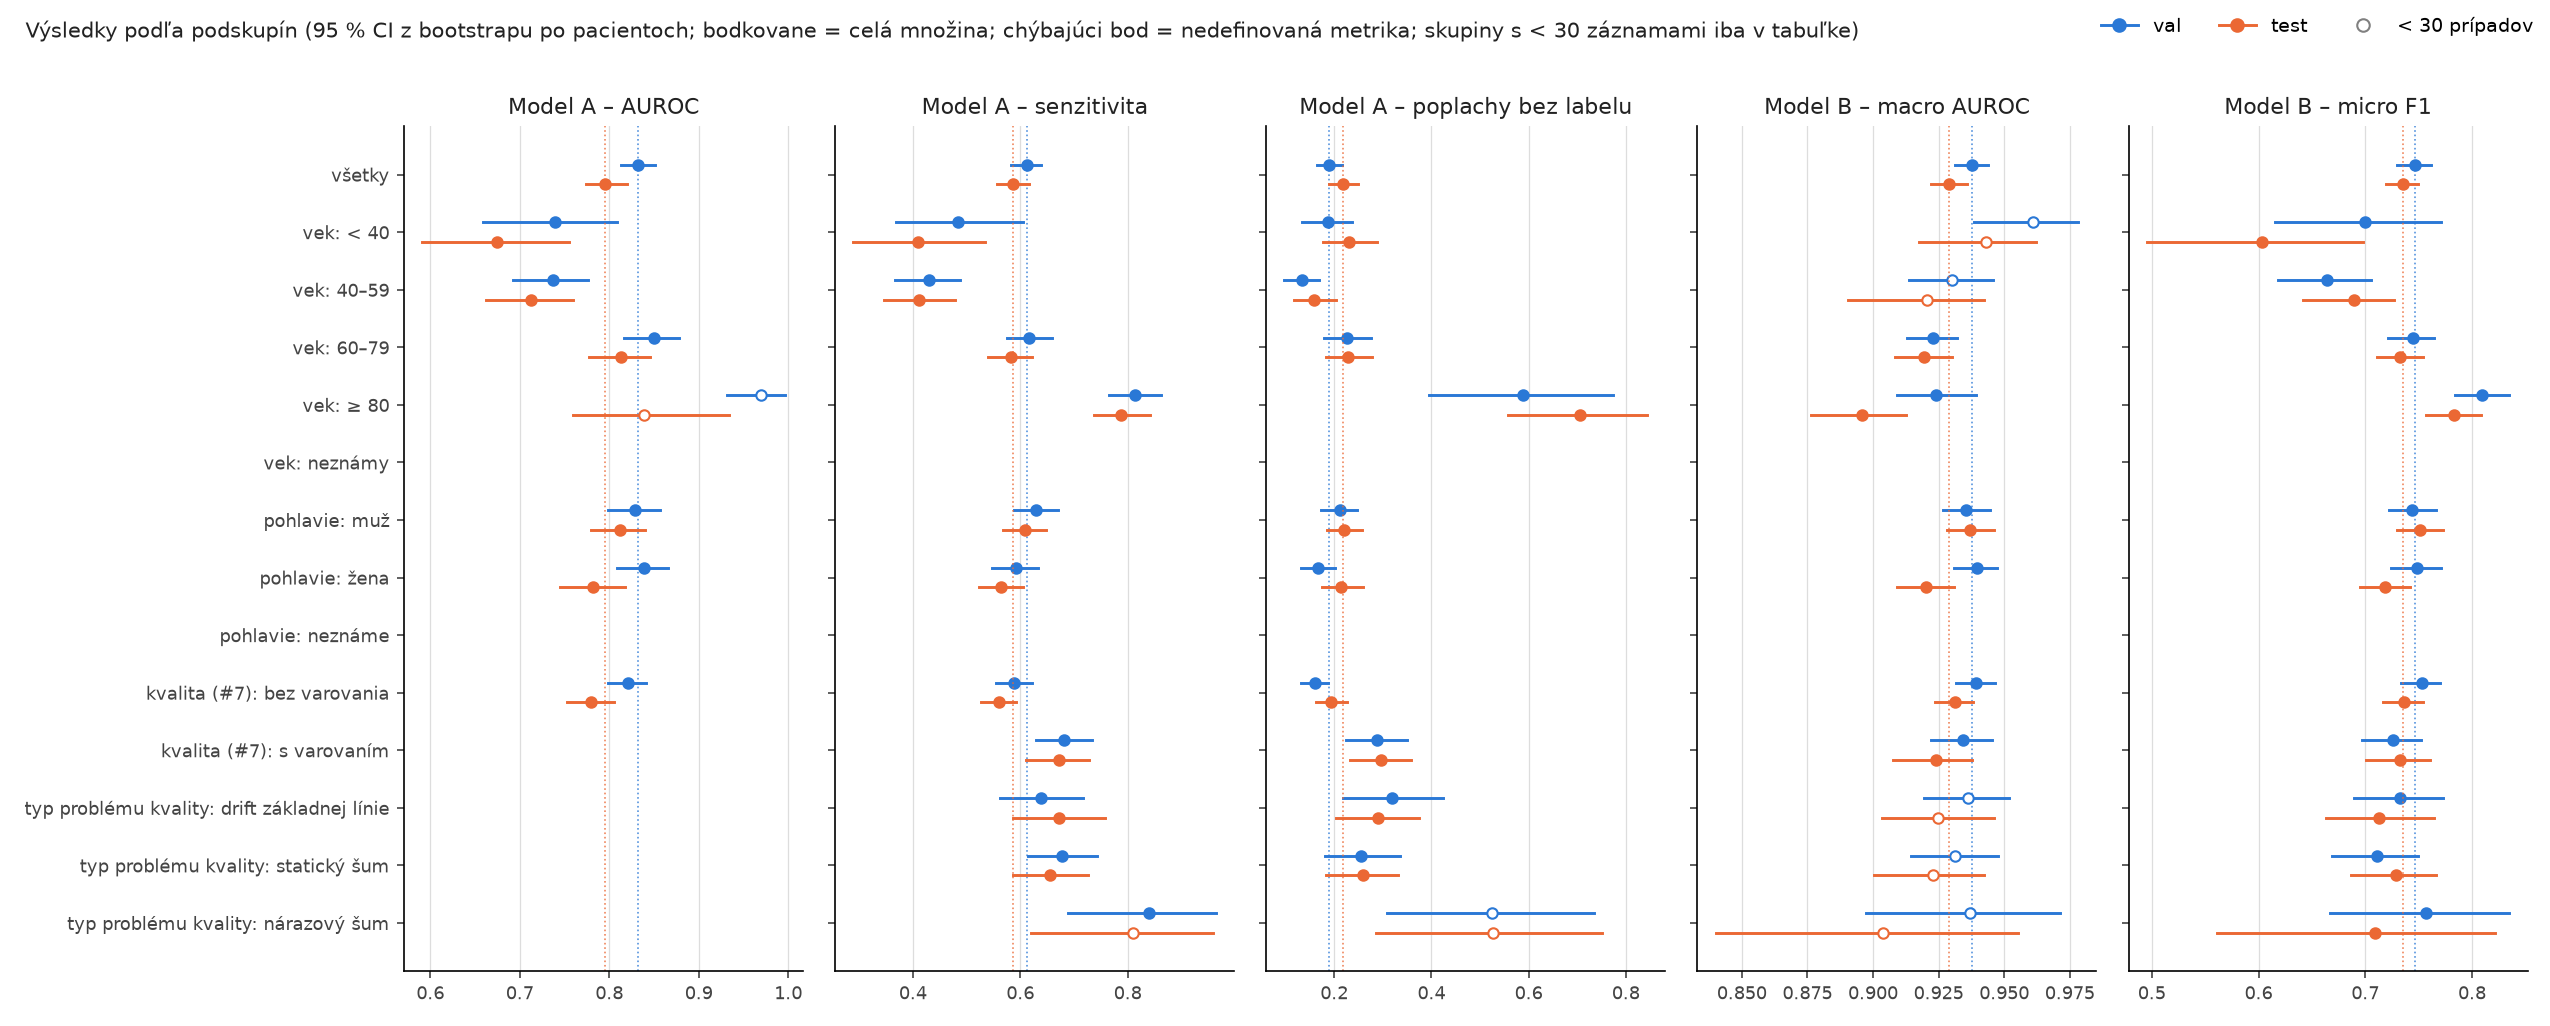 Výsledky podľa podskupín (95 % CI z bootstrapu po pacientoch; bodkovane = celá množina; chýbajúci bod = nedefinovaná metrika; skupiny s < 30 záznamami iba v tabuľke)
val
test
< 30 prípadov
Model A – AUROC
Model A – senzitivita
Model A – poplachy bez labelu
Model B – macro AUROC
Model B – micro F1
všetky
vek: < 40
vek: 40–59
vek: 60–79
vek: ≥ 80
vek: neznámy
pohlavie: muž
pohlavie: žena
pohlavie: neznáme
kvalita (#7): bez varovania
kvalita (#7): s varovaním
typ problému kvality: drift základnej línie
typ problému kvality: statický šum
typ problému kvality: nárazový šum
0.6 0.7 0.8 0.9 1.0
0.4 0.6 0.8
0.2 0.4 0.6 0.8
0.850 0.875 0.900 0.925 0.950 0.975
0.5 0.6 0.7 0.8